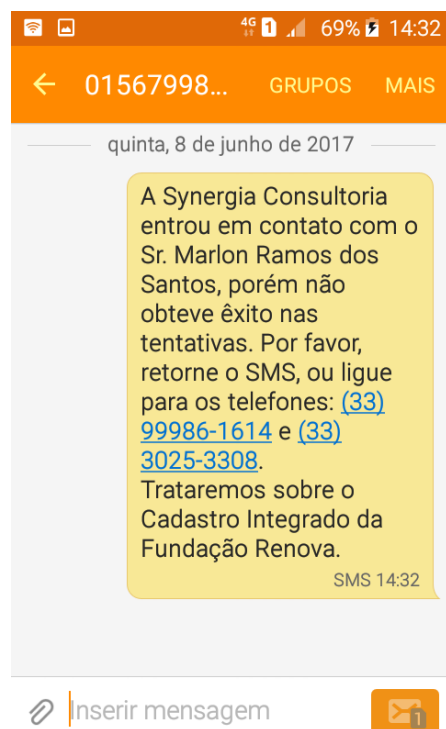 4G 1 69% 14:32
01567998... GRUPOS MAIS
quinta, 8 de junho de 2017
A Synergia Consultoria
entrou em contato com o
Sr. Marlon Ramos dos
Santos, porém não
obteve êxito nas
tentativas. Por favor,
retorne o SMS, ou ligue
para os telefones: (33)
99986-1614 e (33)
3025-3308.
Trataremos sobre o
Cadastro Integrado da
Fundação Renova.
SMS 14:32
Inserir mensagem
1